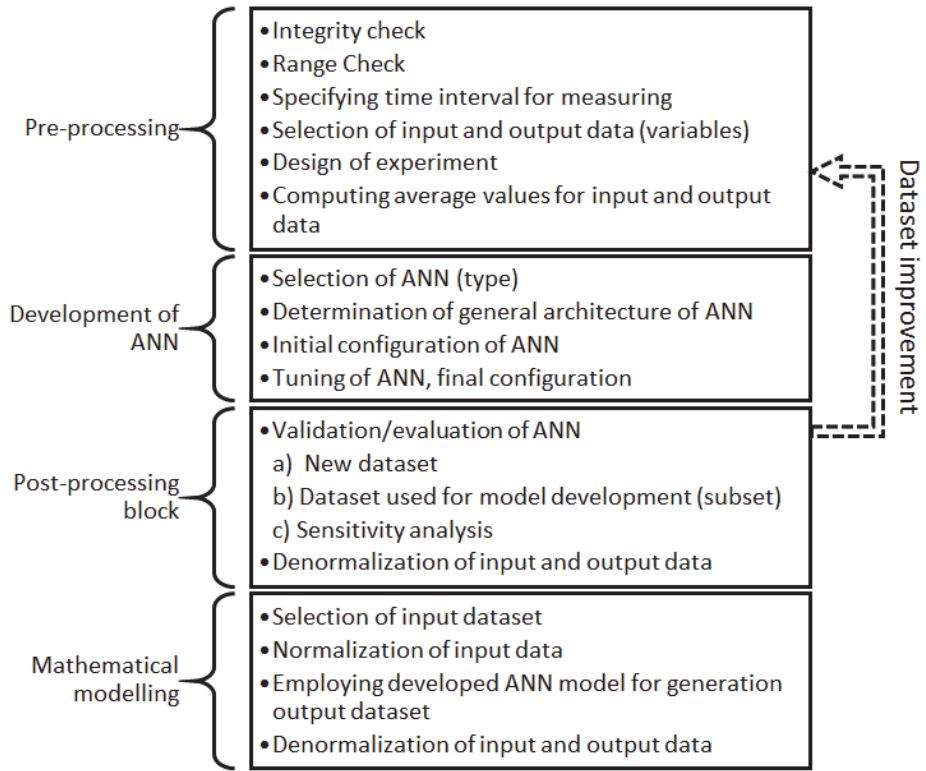 Pre-processing
•Integrity check
•Range Check
•Specifying time interval for measuring
•Selection of input and output data (variables)
•Design of experiment
•Computing average values for input and output
data
Development of
ANN
•Selection of ANN (type)
•Determination of general architecture of ANN
•Initial configuration of ANN
•Tuning of ANN, final configuration
Post-processing
block
•Validation/evaluation of ANN
a) New dataset
b) Dataset used for model development (subset)
c) Sensitivity analysis
•Denormalization of input and output data
Mathematical
modelling
•Selection of input dataset
•Normalization of input data
•Employing developed ANN model for generation
output dataset
•Denormalization of input and output data
Dataset improvement